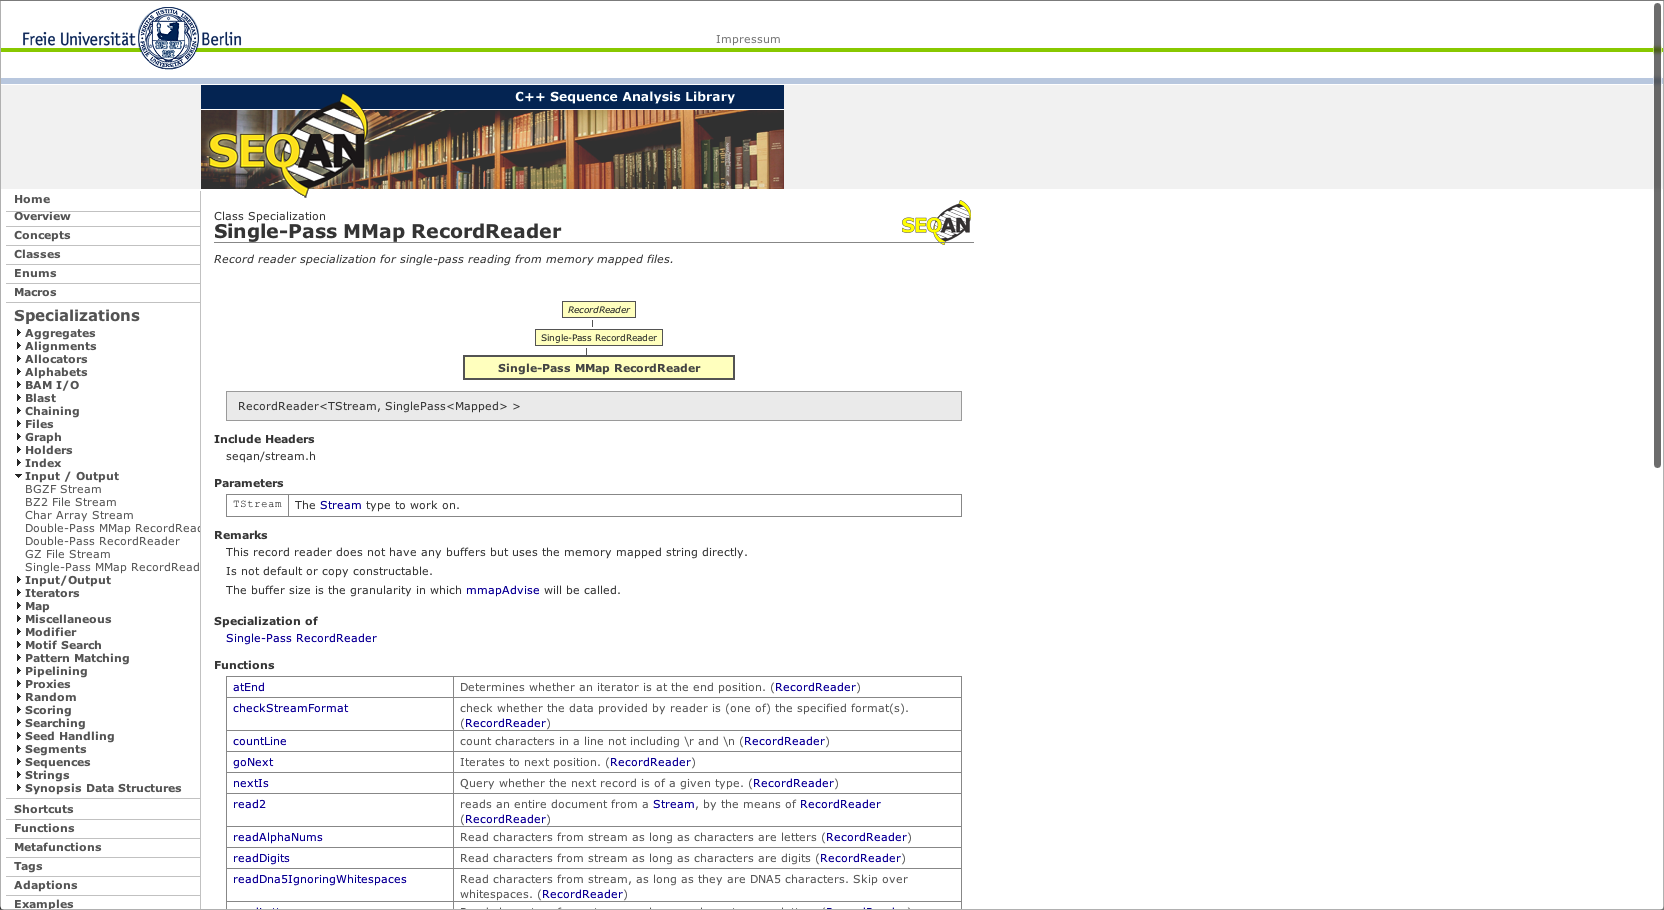 Freie Universität Berlin
Impressum
C++ Sequence Analysis Library
SEQAN
Home
Overview
Concepts
Classes
Enums
Macros
Specializations
Aggregates
Alignments
Allocators
Alphabets
BAM I/O
Blast
Chaining
Files
Graph
Holders
Index
Input / Output
BGZF Stream
BZ2 File Stream
Char Array Stream
Double-Pass MMap RecordReac
Double-Pass RecordReader
GZ File Stream
Single-Pass MMap RecordRead
Input/Output
Iterators
Map
Miscellaneous
Modifier
Motif Search
Pattern Matching
Pipelining
Proxies
Random
Scoring
Searching
Seed Handling
Segments
Sequences
Strings
Synopsis Data Structures
Shortcuts
Functions
Metafunctions
Tags
Adaptions
Examples
Class Specialization
Single-Pass MMap RecordReader
SEQAN
Record reader specialization for single-pass reading from memory mapped files.
RecordReader
Single-Pass RecordReader
Single-Pass MMap RecordReader
RecordReader<TStream, SinglePass<Mapped> >
Include Headers
seqan/stream.h
Parameters
TStream The Stream type to work on.
Remarks
This record reader does not have any buffers but uses the memory mapped string directly.
Is not default or copy constructable.
The buffer size is the granularity in which mmapAdvise will be called.
Specialization of
Single-Pass RecordReader
Functions
atEnd Determines whether an iterator is at the end position. (RecordReader)
checkStreamFormat check whether the data provided by reader is (one of) the specified format(s).
(RecordReader)
countLine count characters in a line not including \r and \n (RecordReader)
goNext Iterates to next position. (RecordReader)
nextIs Query whether the next record is of a given type. (RecordReader)
read2 reads an entire document from a Stream, by the means of RecordReader
(RecordReader)
readAlphaNums Read characters from stream as long as characters are letters (RecordReader)
readDigits Read characters from stream as long as characters are digits (RecordReader)
readDna5IgnoringWhitespaces Read characters from stream, as long as they are DNA5 characters. Skip over
whitespaces. (RecordReader)